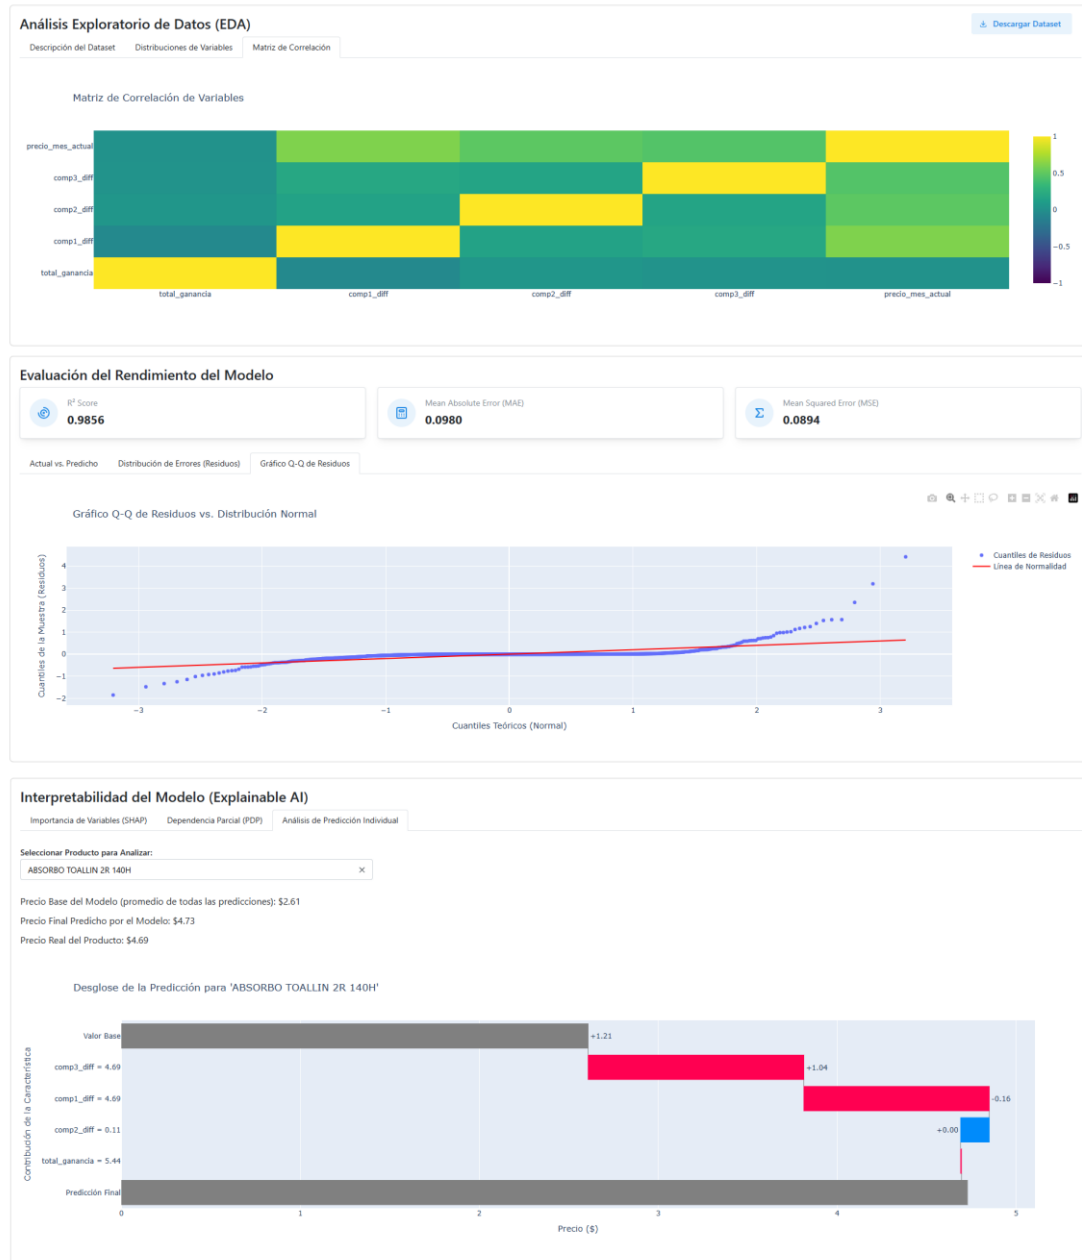 Análisis Exploratorio de Datos (EDA)
Descargar Dataset
Descripción del Dataset
Distribuciones de Variables
Matriz de Correlación
Matriz de Correlación de Variables
precio_mes_actual
comp3_diff
comp2_diff
comp1_diff
total_ganancia
total_ganancia
comp1_diff
comp2_diff
comp3_diff
precio_mes_actual
1
0.5
0
−0.5
−1
Evaluación del Rendimiento del Modelo
R² Score
0.9856
Mean Absolute Error (MAE)
0.0980
Mean Squared Error (MSE)
Σ
0.0894
Actual vs. Predicho
Distribución de Errores (Residuos)
Gráfico Q-Q de Residuos
Gráfico Q-Q de Residuos vs. Distribución Normal
Cuantiles de la Muestra (Residuos)
4
3
2
1
0
−1
−2
−3
−2
−1
0
1
2
3
Cuantiles Teóricos (Normal)
Cuantiles de Residuos
Línea de Normalidad
Interpretabilidad del Modelo (Explainable AI)
Importancia de Variables (SHAP)
Dependencia Parcial (PDP)
Análisis de Predicción Individual
Seleccionar Producto para Analizar:
ABSORBO TOALLIN 2R 140H
Precio Base del Modelo (promedio de todas las predicciones): $2.61
Precio Final Predicho por el Modelo: $4.73
Precio Real del Producto: $4.69
Desglose de la Predicción para 'ABSORBO TOALLIN 2R 140H'
Contribución de la Característica
Valor Base
+1.21
comp3_diff = 4.69
+1.04
comp1_diff = 4.69
-0.16
comp2_diff = 0.11
+0.00
total_ganancia = 5.44
Predicción Final
0
1
2
3
4
5
Precio ($)